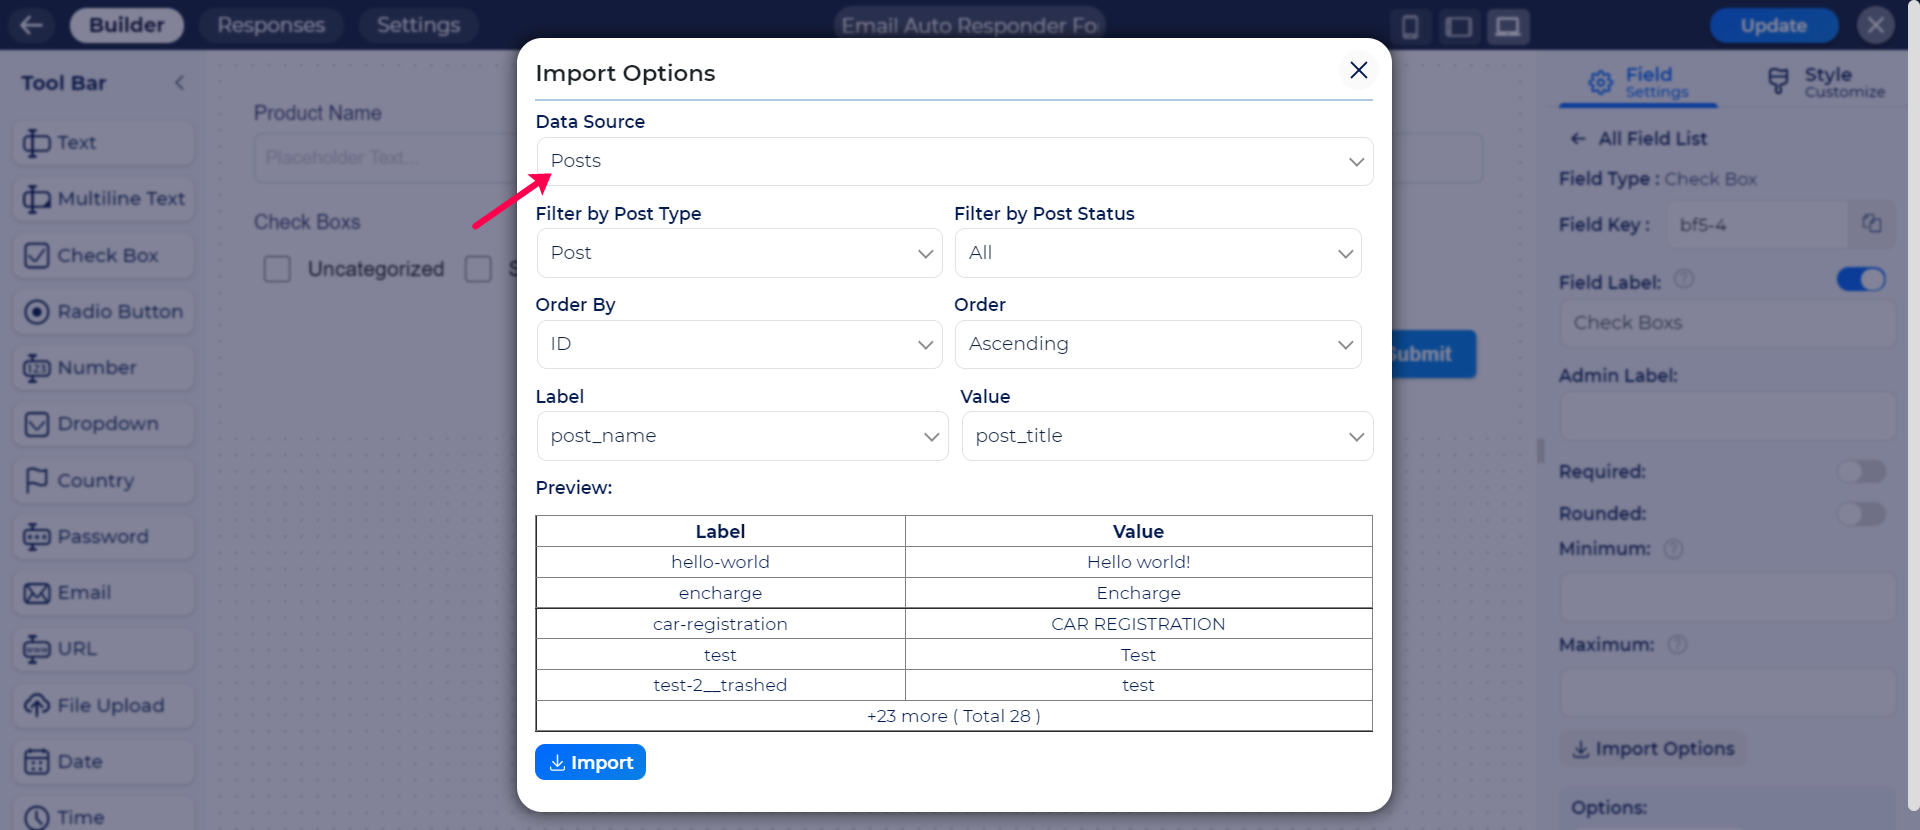 Builder
Responses
Settings
Email Auto Responder Fo
Update
Tool Bar
Text
Multiline Text
Check Box
Radio Button
Number
Dropdown
Country
Password
Email
URL
File Upload
Date
Time
Product Name
Placeholder Text...
Check Boxs
Uncategorized
S
Submit
Import Options
Data Source
Posts
Filter by Post Type
Filter by Post Status
Post
All
Order By
Order
ID
Ascending
Label
Value
post_name
post_title
Preview:
Label Value
hello-world Hello world!
encharge Encharge
car-registration CAR REGISTRATION
test Test
test-2__trashed test
+23 more ( Total 28 )
Import
Field
Settings
Style
Customize
All Field List
Field Type : Check Box
Field Key : bf5-4
Field Label:
Check Boxs
Admin Label:
Required:
Rounded:
Minimum:
Maximum:
Import Options
Options: